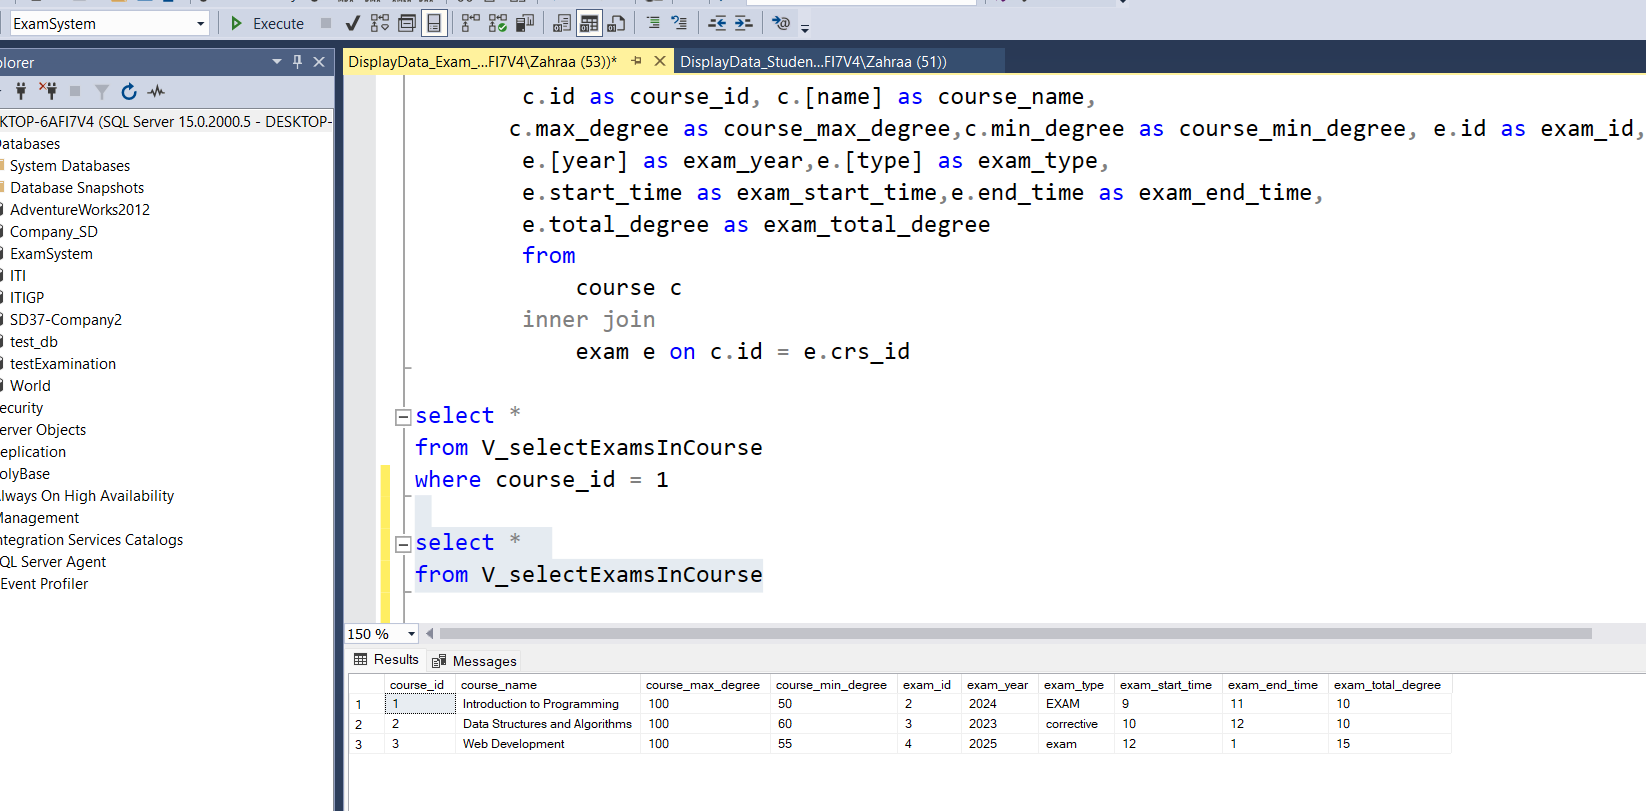 ExamSystem
Execute
plorer
KTOP-6AFI7V4 (SQL Server 15.0.2000.5 - DESKTOP-
atabases
System Databases
Database Snapshots
AdventureWorks2012
Company_SD
ExamSystem
ITI
ITIGP
SD37-Company2
test_db
testExamination
World
ecurity
erver Objects
eplication
olyBase
lways On High Availability
Management
ntegration Services Catalogs
QL Server Agent
Event Profiler
DisplayData_Exam_...FI7V4\Zahraa (53))*
DisplayData_Studen...FI7V4\Zahraa (51))
c.id as course_id, c.[name] as course_name,
c.max_degree as course_max_degree,c.min_degree as course_min_degree, e.id as exam_id,
e.[year] as exam_year,e.[type] as exam_type,
e.start_time as exam_start_time,e.end_time as exam_end_time,
e.total_degree as exam_total_degree
from
course c
inner join
exam e on c.id = e.crs_id
select *
from V_selectExamsInCourse
where course_id = 1
select *
from V_selectExamsInCourse
150 %
Results Messages
course_id course_name course_max_degree course_min_degree exam_id exam_year exam_type exam_start_time exam_end_time exam_total_degree
1 1 Introduction to Programming 100 50 2 2024 EXAM 9 11 10
2 2 Data Structures and Algorithms 100 60 3 2023 corrective 10 12 10
3 3 Web Development 100 55 4 2025 exam 12 1 15